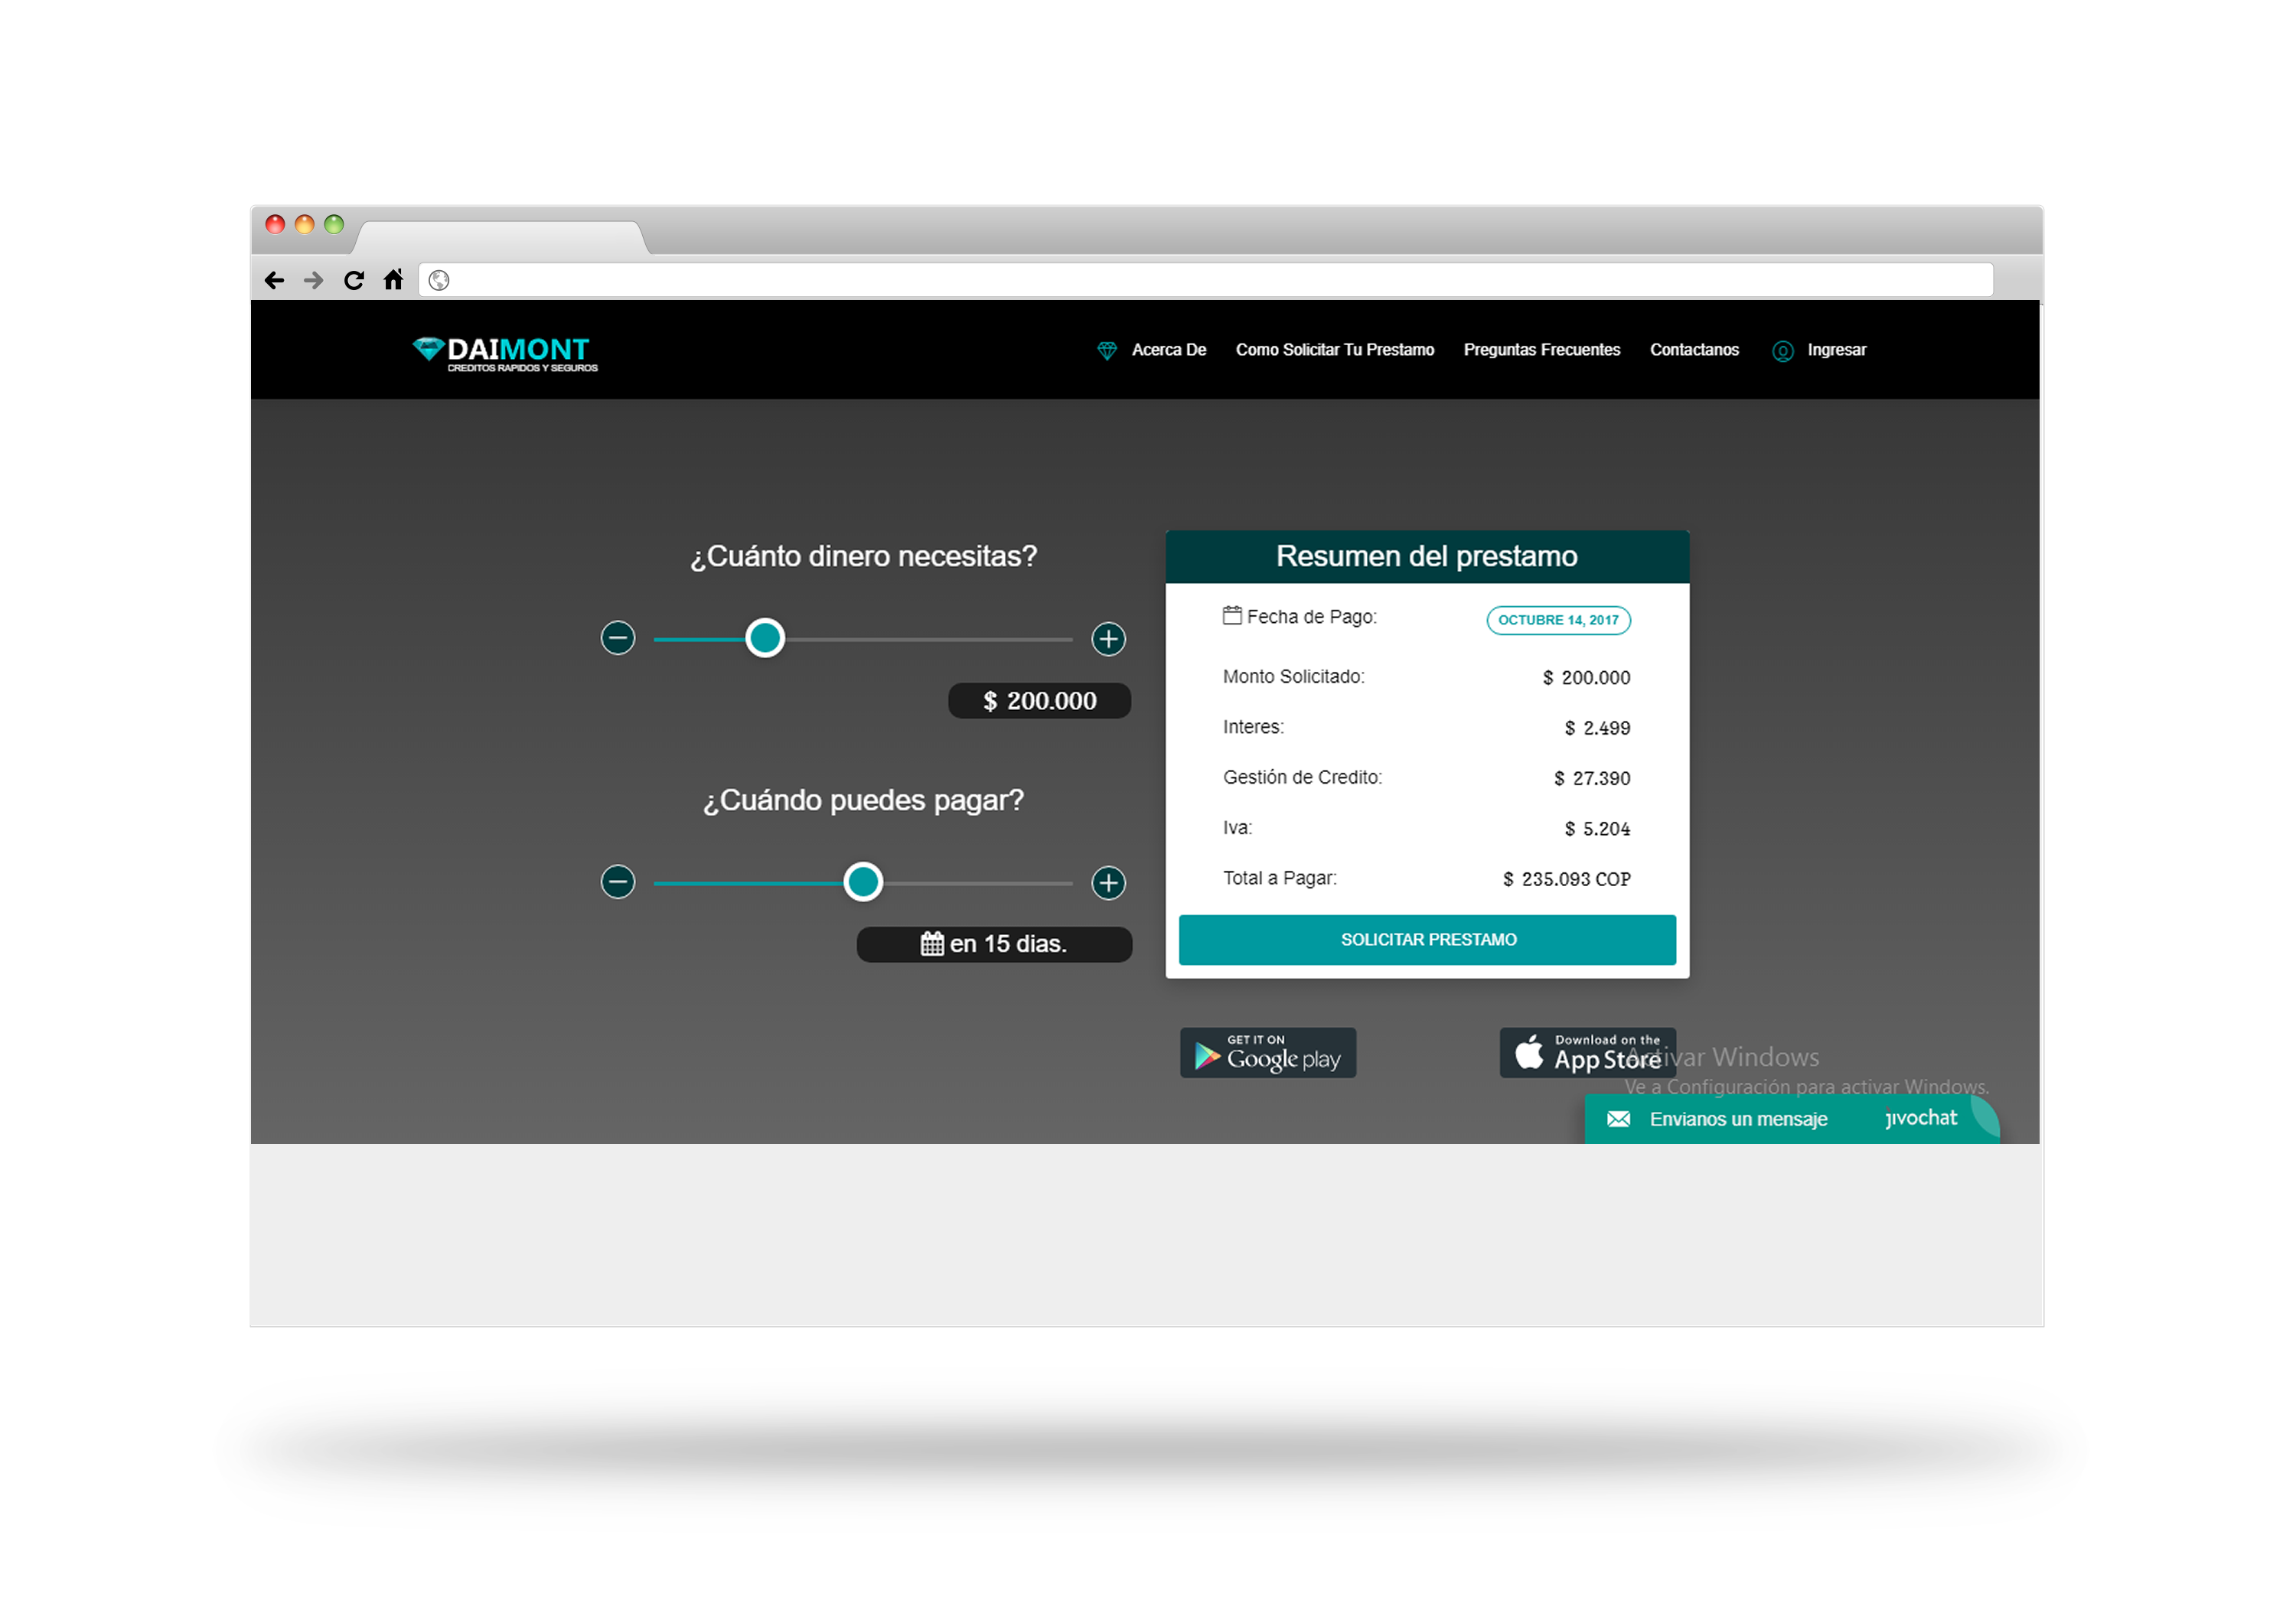 DAIMONT
CREDITOS RAPIDOS Y SEGUROS
Acerca De
Como Solicitar Tu Prestamo
Preguntas Frecuentes
Contactanos
Ingresar
¿Cuánto dinero necesitas?
$ 200.000
¿Cuándo puedes pagar?
en 15 dias.
Resumen del prestamo
Fecha de Pago: OCTUBRE 14, 2017
Monto Solicitado: $ 200.000
Interes: $ 2.499
Gestión de Credito: $ 27.390
Iva: $ 5.204
Total a Pagar: $ 235.093 COP
SOLICITAR PRESTAMO
GET IT ON
Google play
Download on the
App Store
Activar Windows
Ve a Configuración para activar Windows.
Envianos un mensaje
jivochat